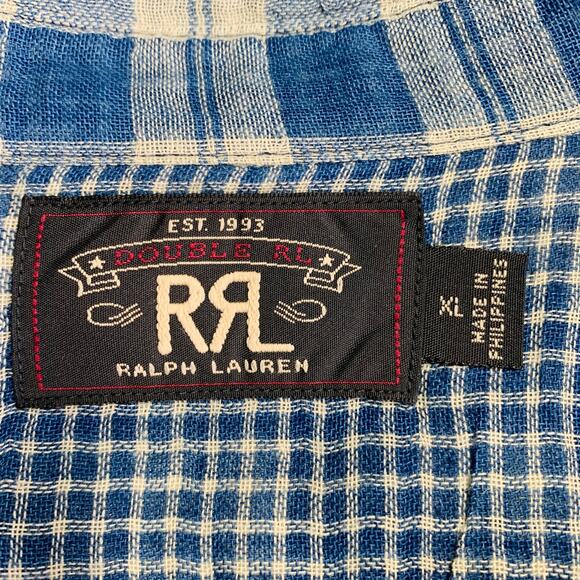 EST. 1993
DOUBLE RL
RRL
RALPH LAUREN
XL
MADE IN
PHILIPPINES